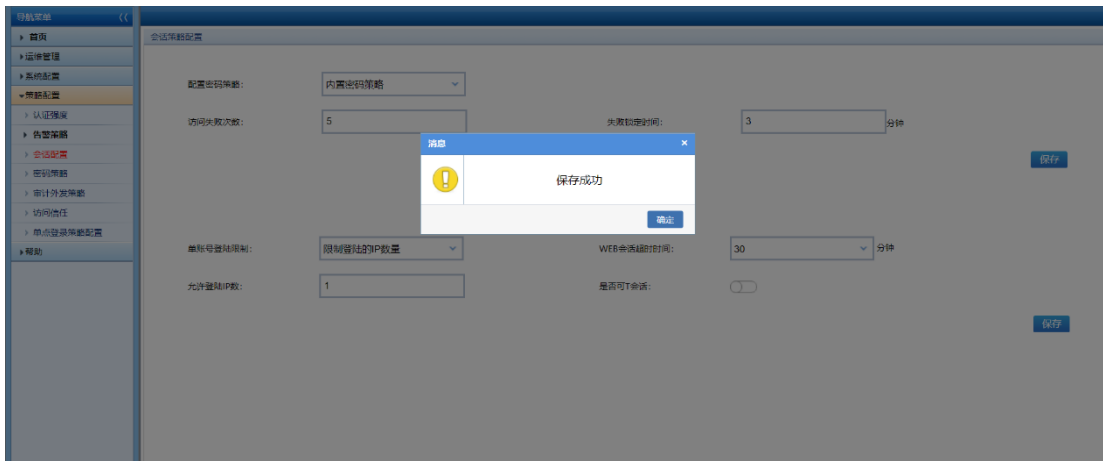 导航菜单
首页
运维管理
系统配置
策略配置
认证强度
告警策略
会话配置
密码策略
审计外发策略
访问信任
单点登录策略配置
帮助
会话策略配置
配置密码策略：
内置密码策略
访问失败次数：
5
失败锁定时间：
3
分钟
保存
消息
×
保存成功
确定
单账号登陆限制：
限制登陆的IP数量
WEB会话超时时间：
30
分钟
允许登陆IP数：
1
是否可T会话：
保存